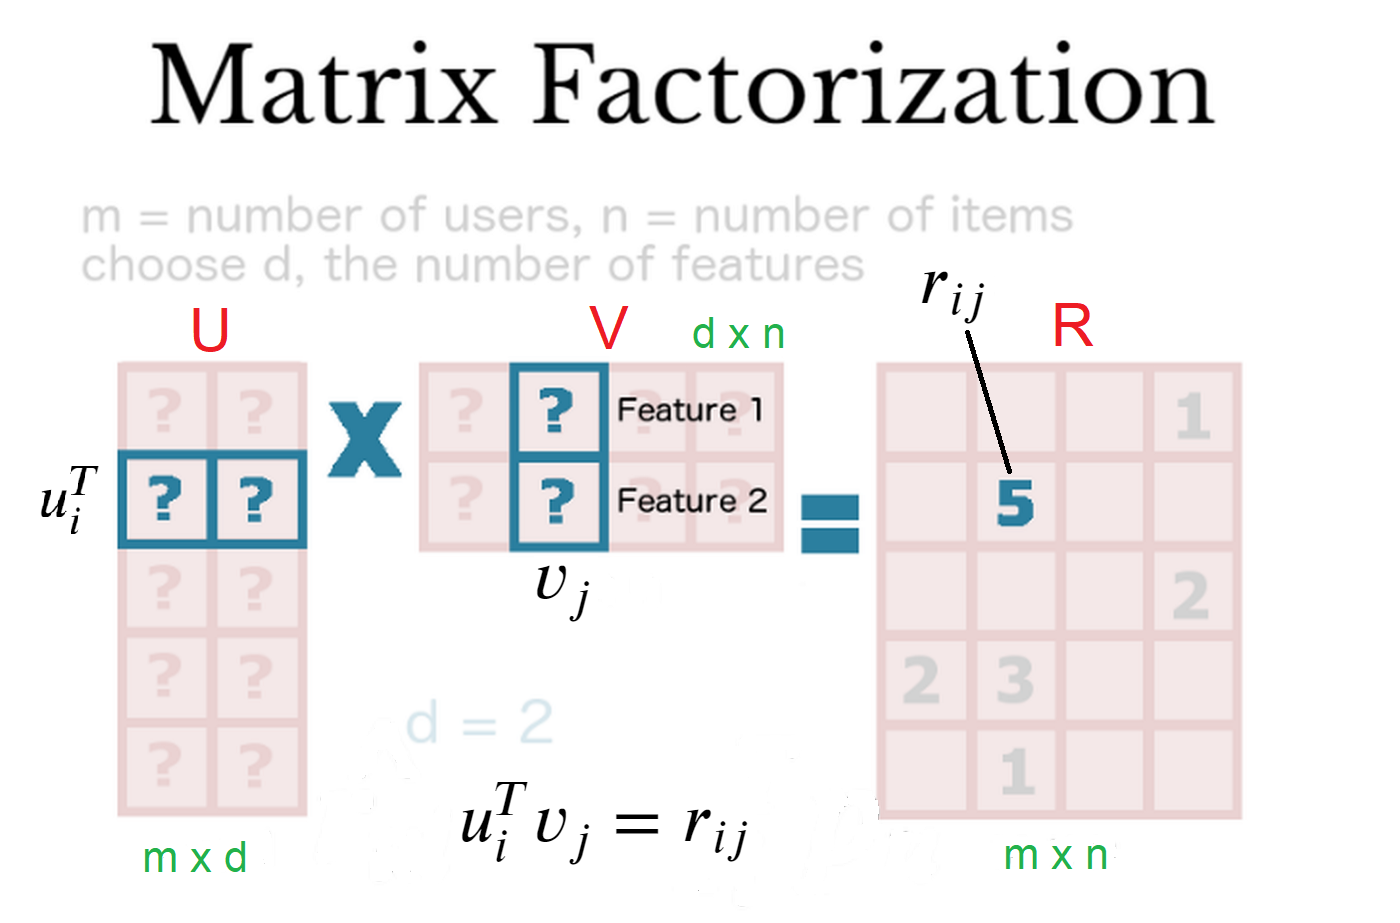 Matrix Factorization
m = number of users, n = number of items
choose d, the number of features
r_{ij}
U V d x n R
? ? ? ? ? ? 1
Feature 1
X
u_i^T ? ? ? ? ? ? 5
Feature 2
=
v_j
? ? 2
? ? 2 3
d = 2
? ? 1
u_i^T v_j = r_{ij}
m x d m x n